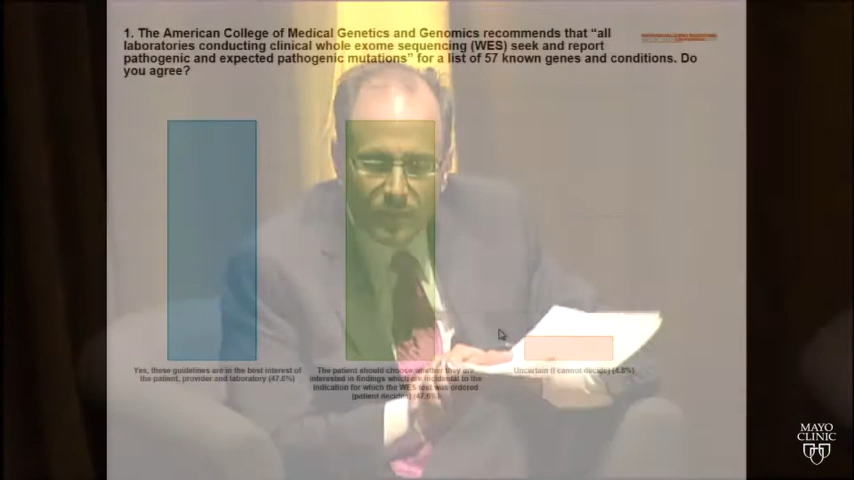 1. The American College of Medical Genetics and Genomics recommends that “all
laboratories conducting clinical whole exome sequencing (WES) seek and report
pathogenic and expected pathogenic mutations” for a list of 57 known genes and conditions. Do
you agree?
Yes, these guidelines are in the best interest of
the patient, provider and laboratory (47.6%)
The patient should choose whether they are
interested in findings which are incidental to the
indication for which the WES test was ordered
(patient decides) (47.6%)
Uncertain (I cannot decide) (4.8%)
MAYO
CLINIC